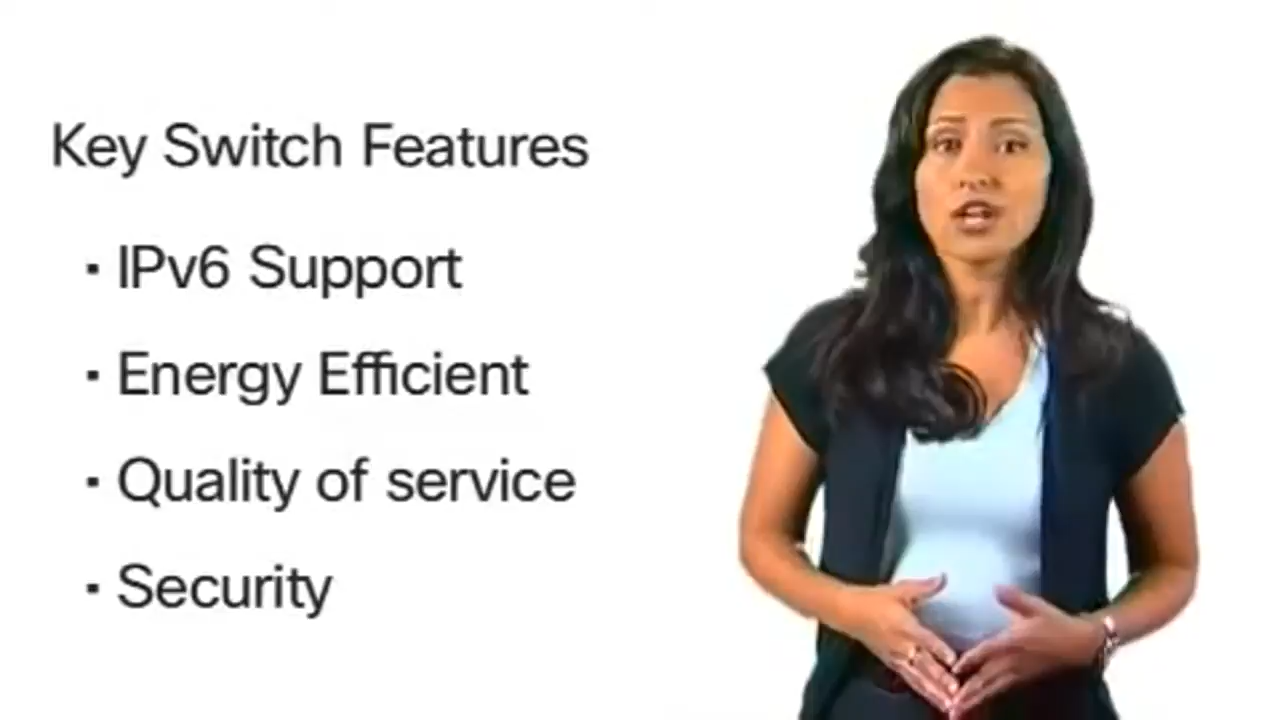 Key Switch Features
▪ IPv6 Support
▪ Energy Efficient
▪ Quality of service
▪ Security